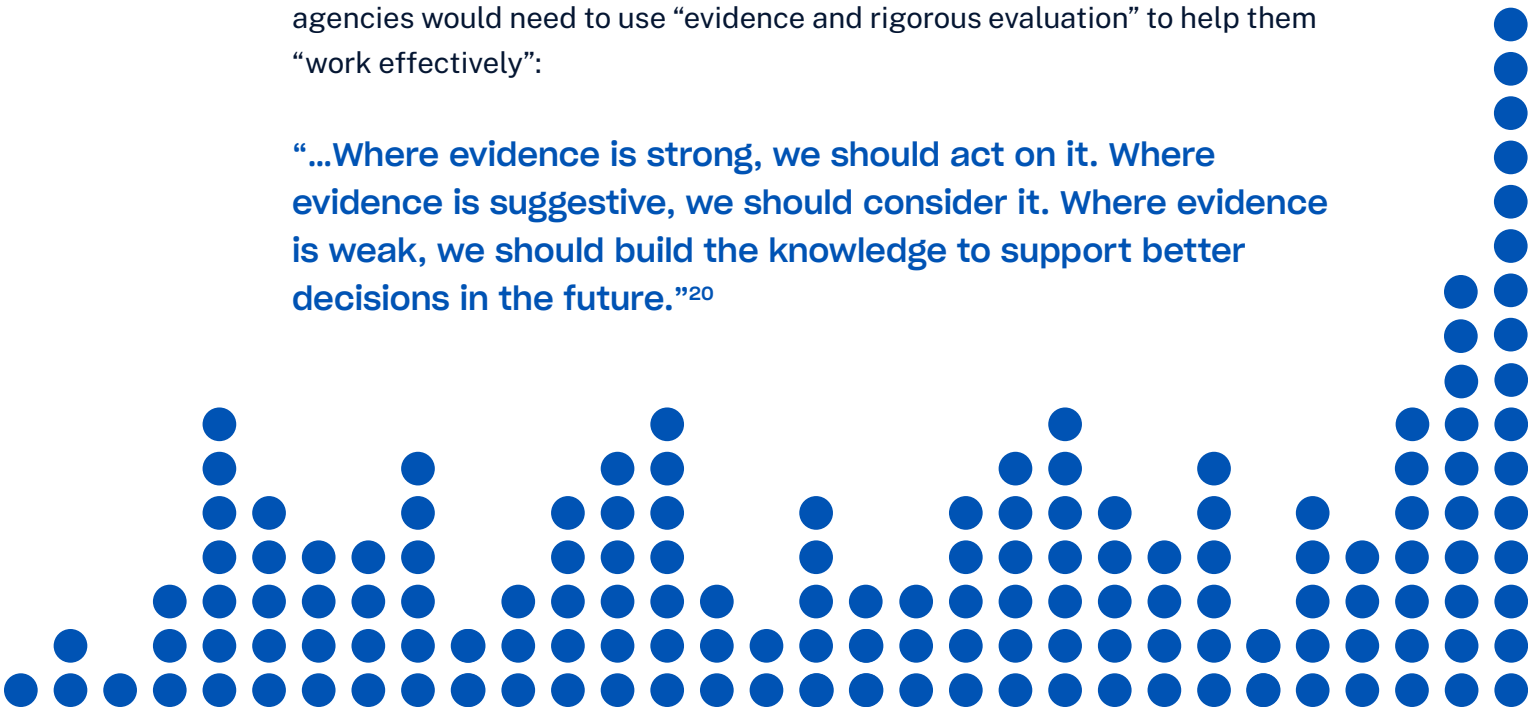 agencies would need to use “evidence and rigorous evaluation” to help them
“work effectively”:
“…Where evidence is strong, we should act on it. Where
evidence is suggestive, we should consider it. Where evidence
is weak, we should build the knowledge to support better
decisions in the future.”²⁰